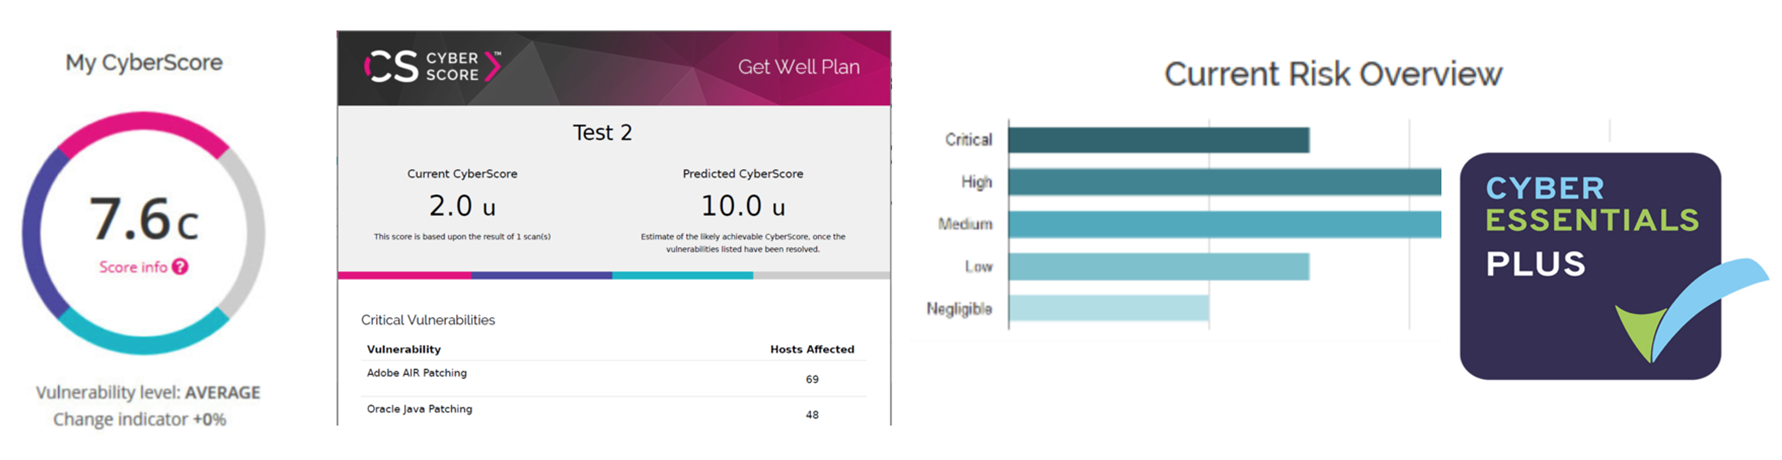 My CyberScore
7.6c
Score info ?
Vulnerability level: AVERAGE
Change indicator +0%
CS CYBER SCORE ™
Get Well Plan
Test 2
Current CyberScore
2.0 u
This score is based upon the result of 1 scan(s)
Predicted CyberScore
10.0 u
Estimate of the likely achievable CyberScore, once the
vulnerabilities listed have been resolved.
Critical Vulnerabilities
Vulnerability Hosts Affected
Adobe AIR Patching 69
Oracle Java Patching 48
Current Risk Overview
Critical
High
Medium
Low
Negligible
CYBER
ESSENTIALS
PLUS